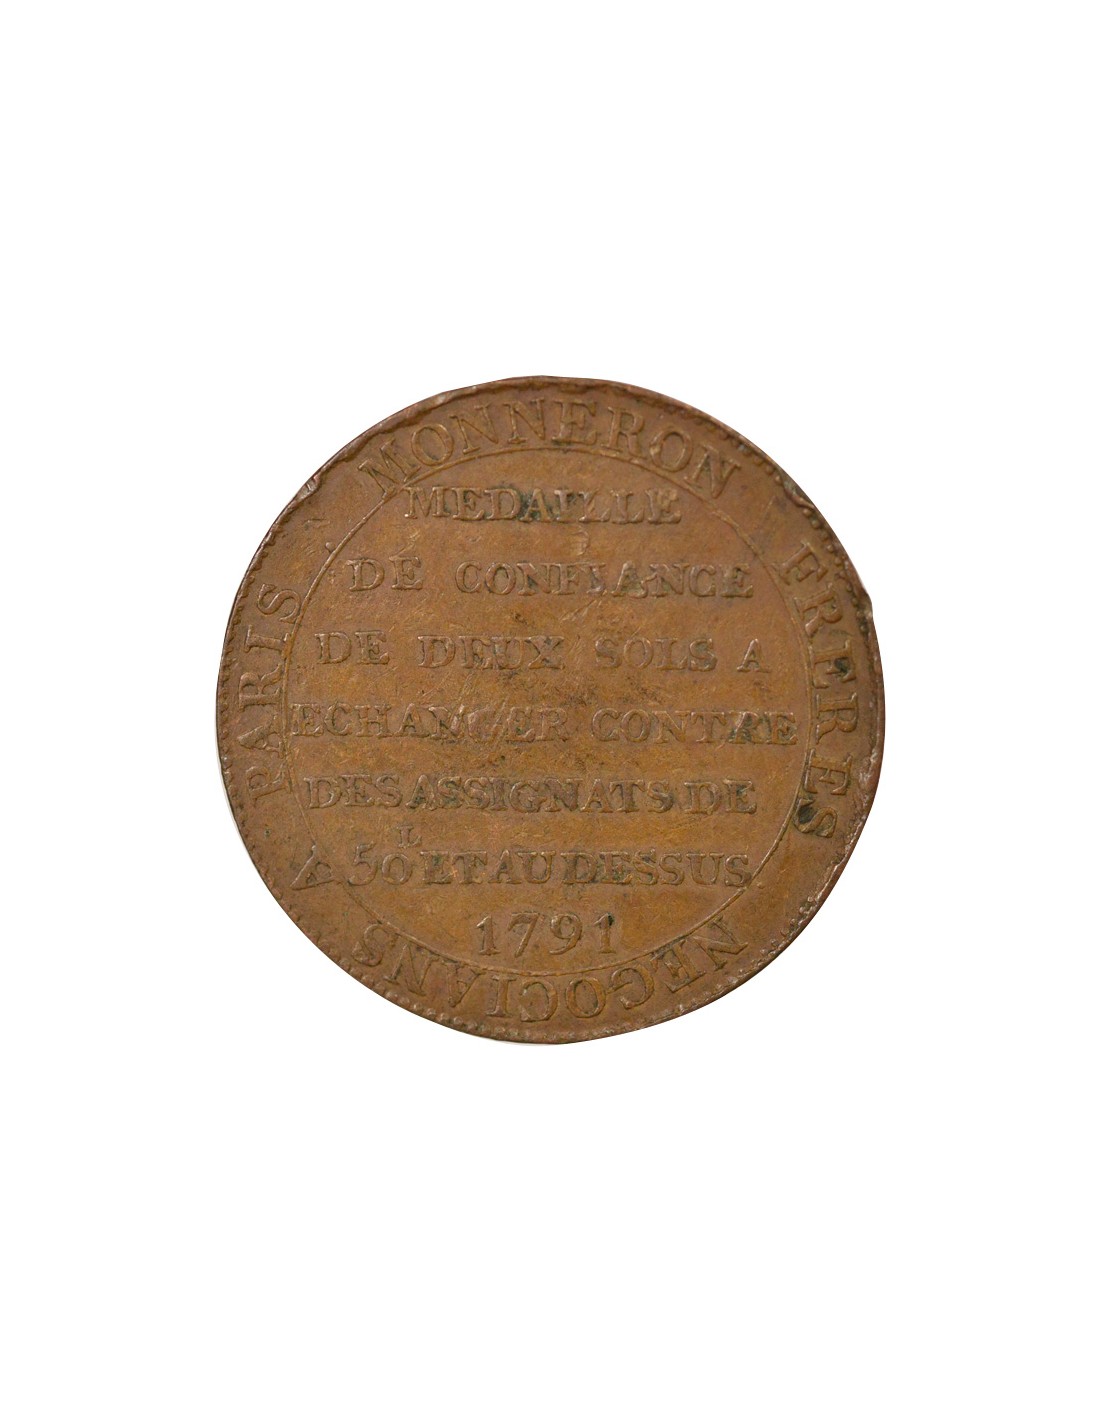 MONNERON FRERES NEGOCIANS A PARIS
MEDAILLE
DE CONFIANCE
DE DEUX SOLS A
ECHANGER CONTRE
DES ASSIGNATS DE
50L ET AU DESSUS
1791